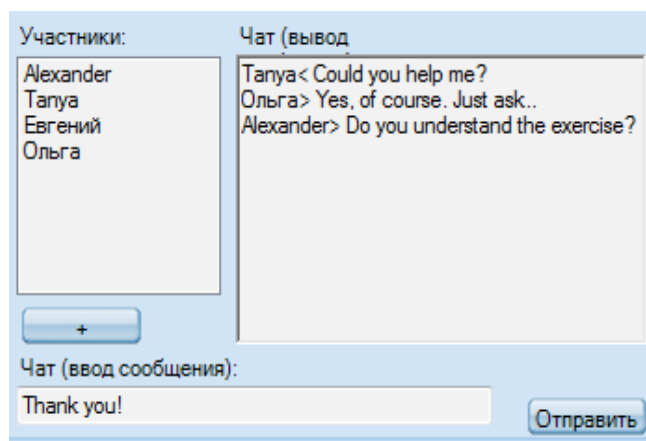 Участники:
Alexander
Tanya
Евгений
Ольга
+
Чат (вывод
Tanya< Could you help me?
Ольга> Yes, of course. Just ask..
Alexander> Do you understand the exercise?
Чат (ввод сообщения):
Thank you!
Отправить